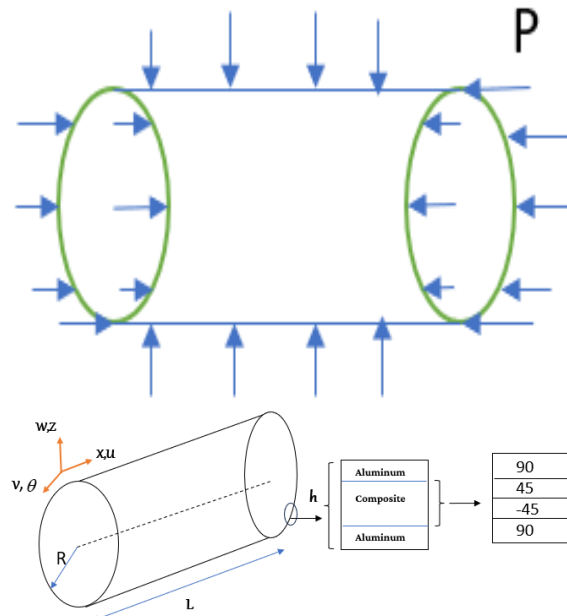 P
w,z
x,u
v, θ
R
L
h
Aluminum
Composite
Aluminum
90
45
-45
90